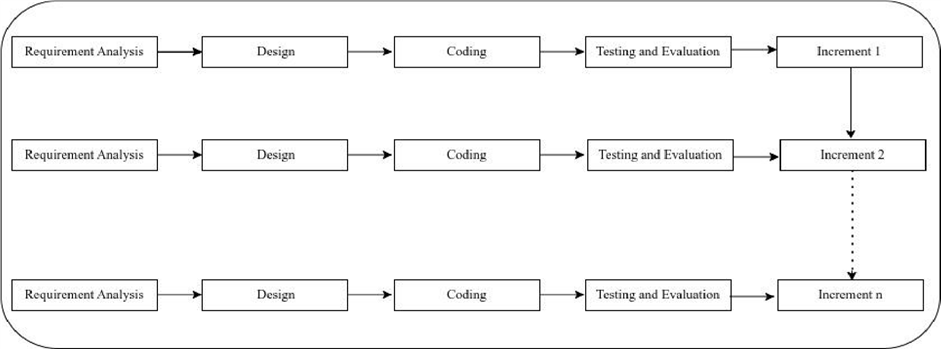 Requirement Analysis
Design
Coding
Testing and Evaluation
Increment 1
Requirement Analysis
Design
Coding
Testing and Evaluation
Increment 2
Requirement Analysis
Design
Coding
Testing and Evaluation
Increment n